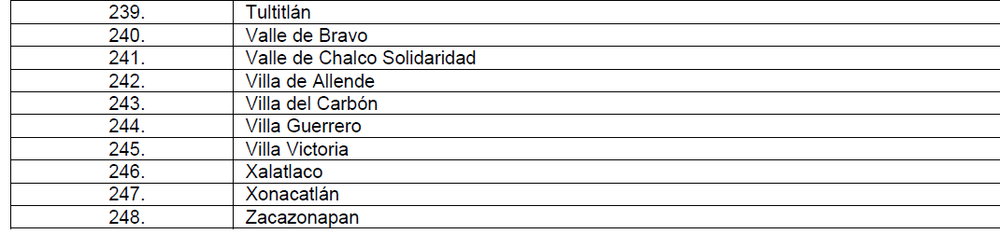 239. Tultitlán
240. Valle de Bravo
241. Valle de Chalco Solidaridad
242. Villa de Allende
243. Villa del Carbón
244. Villa Guerrero
245. Villa Victoria
246. Xalatlaco
247. Xonacatlán
248. Zacazonapan